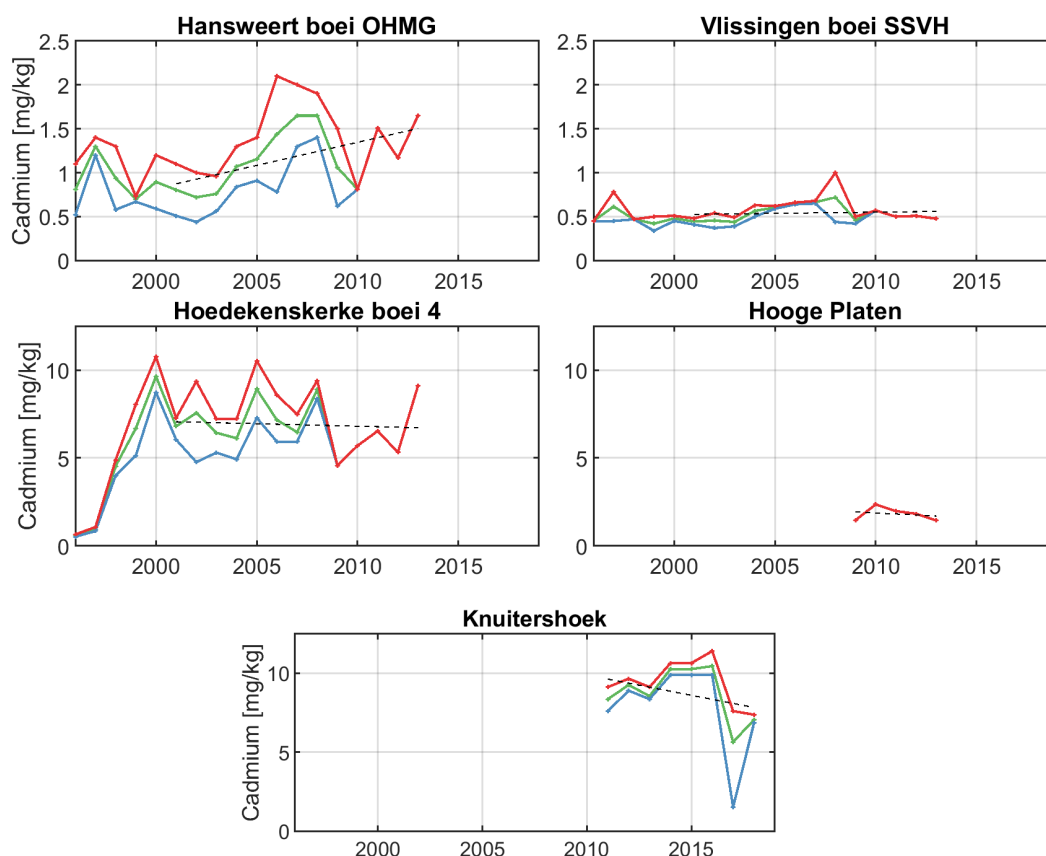 Hansweert boei OHMG
Cadmium [mg/kg]
2.5
2
1.5
1
0.5
0
2000 2005 2010 2015
Vlissingen boei SSVH
2.5
2
1.5
1
0.5
0
2000 2005 2010 2015
Hoedekenskerke boei 4
Cadmium [mg/kg]
10
5
0
2000 2005 2010 2015
Hooge Platen
10
5
0
2000 2005 2010 2015
Knuitershoek
Cadmium [mg/kg]
10
5
0
2000 2005 2010 2015